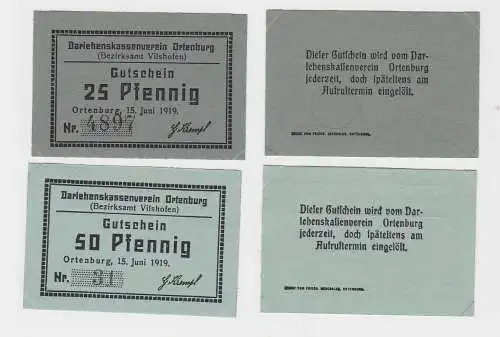 Darlehenskassenverein Ortenburg
(Bezirksamt Vilshofen)
Gutschein
25 Pfennig
Ortenburg, 15. Juni 1919.
Nr. 4897
Dieser Gutschein wird vom Dar-
lehenskassenverein Ortenburg
jederzeit, doch spätestens am
Aufruftermin eingelöst.
Darlehenskassenverein Ortenburg
(Bezirksamt Vilshofen)
Gutschein
50 Pfennig
Ortenburg, 15. Juni 1919.
Nr. 31
Dieser Gutschein wird vom Dar-
lehenskassenverein Ortenburg
jederzeit, doch spätestens am
Aufruftermin eingelöst.